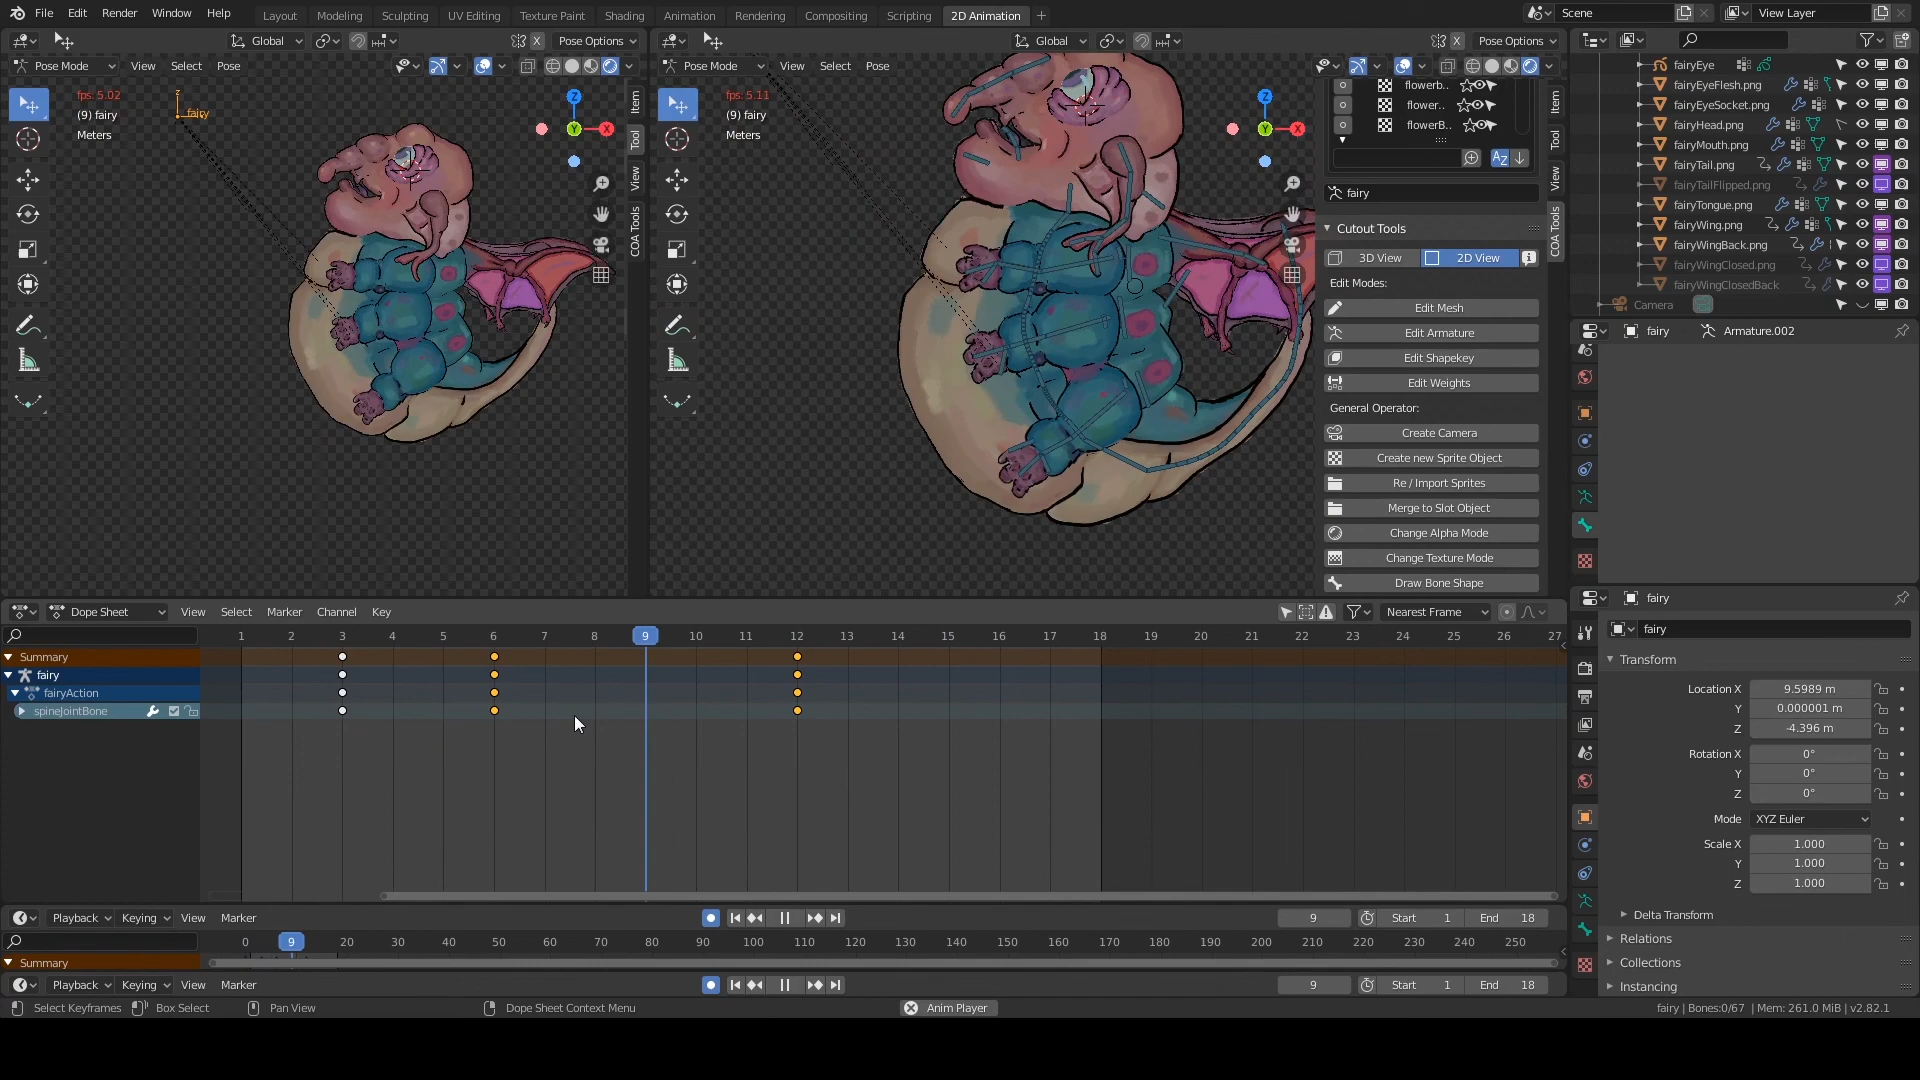 File Edit Render Window Help Layout Modeling Sculpting UV Editing Texture Paint Shading Animation Rendering Compositing Scripting 2D Animation + Scene View Layer
Global X Pose Options Global X Pose Options
Pose Mode View Select Pose Pose Mode View Select Pose
fps: 5.02
(9) fairy
Meters
fairy
Z
Y
X
Item
Tool
View
COA Tools
fps: 5.11
(9) fairy
Meters
Z
Y
X
flowerb..
flower..
flowerB..
fairy
Cutout Tools
3D View 2D View
Edit Modes:
Edit Mesh
Edit Armature
Edit Shapekey
Edit Weights
General Operator:
Create Camera
Create new Sprite Object
Re / Import Sprites
Merge to Slot Object
Change Alpha Mode
Change Texture Mode
Draw Bone Shape
Item
Tool
View
COA Tools
fairyEye
fairyEyeFlesh.png
fairyEyeSocket.png
fairyHead.png
fairyMouth.png
fairyTail.png
fairyTailFlipped.png
fairyTongue.png
fairyWing.png
fairyWingBack.png
fairyWingClosed.png
fairyWingClosedBack
Camera
fairy Armature.002
Dope Sheet View Select Marker Channel Key Nearest Frame
1 2 3 4 5 6 7 8 9 10 11 12 13 14 15 16 17 18 19 20 21 22 23 24 25 26 27
Summary
fairy
fairyAction
spineJointBone
Playback Keying View Marker 9 Start 1 End 18
0 9 20 30 40 50 60 70 80 90 100 110 120 130 140 150 160 170 180 190 200 210 220 230 240 250
Summary
Playback Keying View Marker 9 Start 1 End 18
fairy
fairy
Transform
Location X 9.5989 m
Y 0.000001 m
Z -4.396 m
Rotation X 0°
Y 0°
Z 0°
Mode XYZ Euler
Scale X 1.000
Y 1.000
Z 1.000
Delta Transform
Relations
Collections
Instancing
Select Keyframes Box Select Pan View Dope Sheet Context Menu Anim Player fairy | Bones:0/67 | Mem: 261.0 MiB | v2.82.1